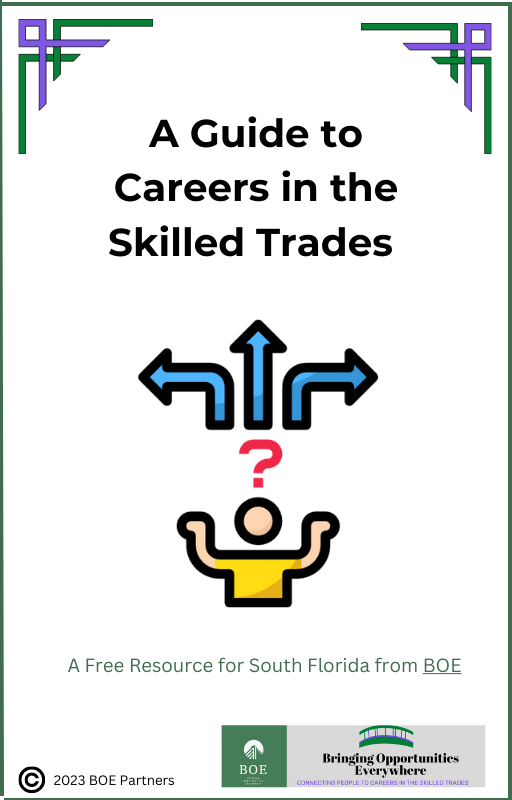 A Guide to
Careers in the
Skilled Trades
?
A Free Resource for South Florida from BOE
BOE
Bringing Opportunities
Everywhere
CONNECTING PEOPLE TO CAREERS IN THE SKILLED TRADES
© 2023 BOE Partners